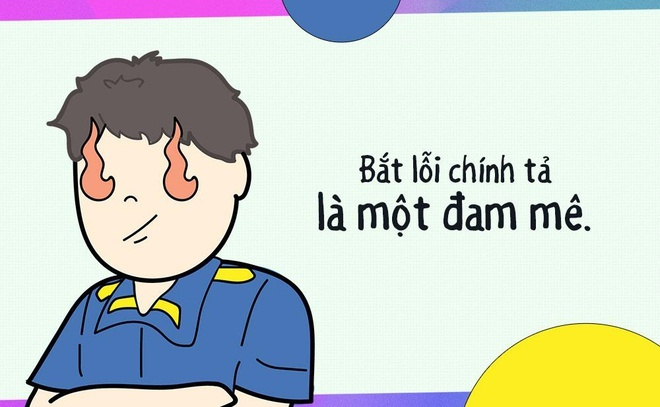 Bắt lỗi chính tả
là một đam mê.